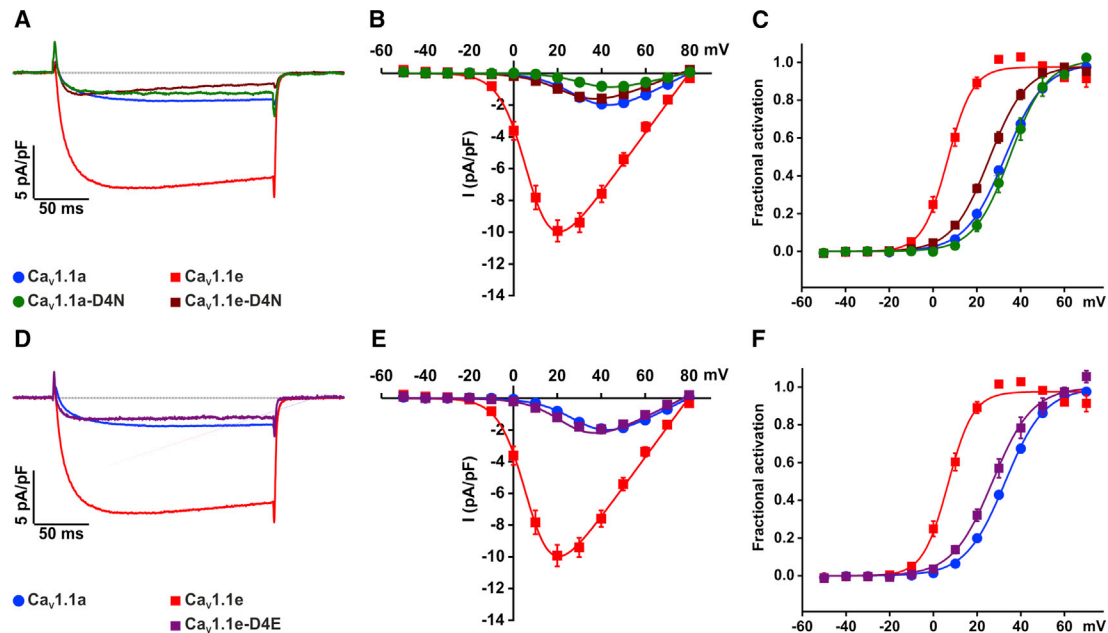 A
5 pA/pF
50 ms
Cav1.1a
Cav1.1e
Cav1.1a-D4N
Cav1.1e-D4N
B
-60 -40 -20 0 20 40 60 80 mV
-2
-4
-6
-8
-10
-12
-14
I (pA/pF)
C
1.0
0.8
0.6
0.4
0.2
0.0
Fractional activation
-60 -40 -20 0 20 40 60 mV
D
5 pA/pF
50 ms
Cav1.1a
Cav1.1e
Cav1.1e-D4E
E
-60 -40 -20 0 20 40 60 80 mV
-2
-4
-6
-8
-10
-12
-14
I (pA/pF)
F
1.0
0.8
0.6
0.4
0.2
0.0
Fractional activation
-60 -40 -20 0 20 40 60 mV